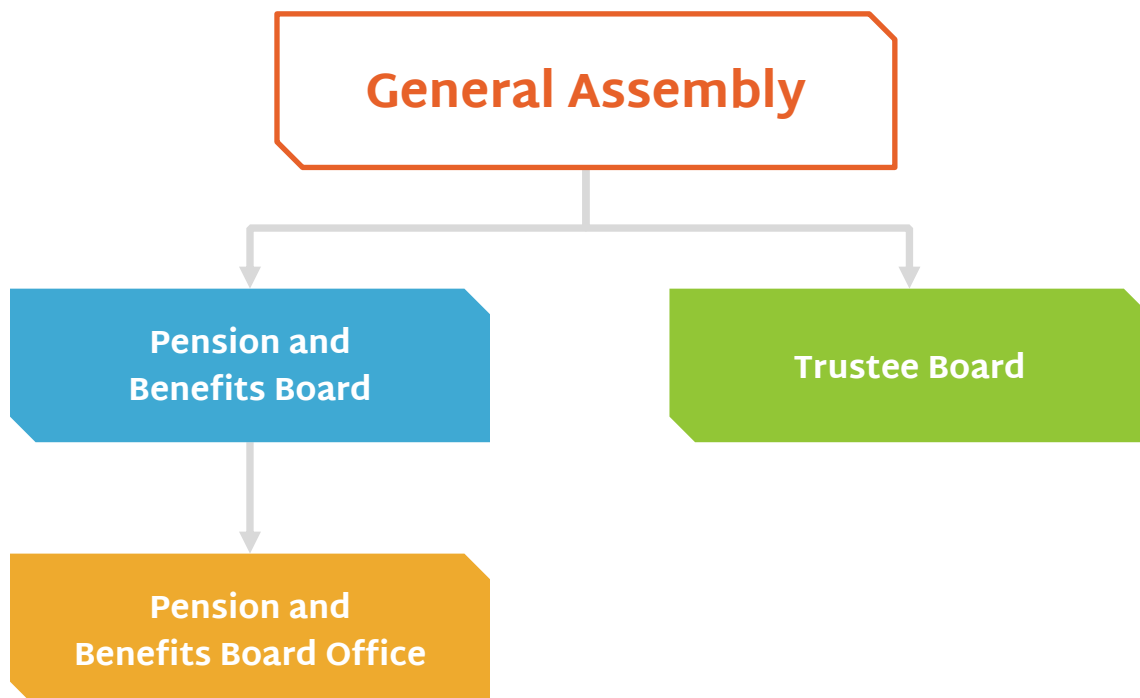 General Assembly
Pension and
Benefits Board
Trustee Board
Pension and
Benefits Board Office